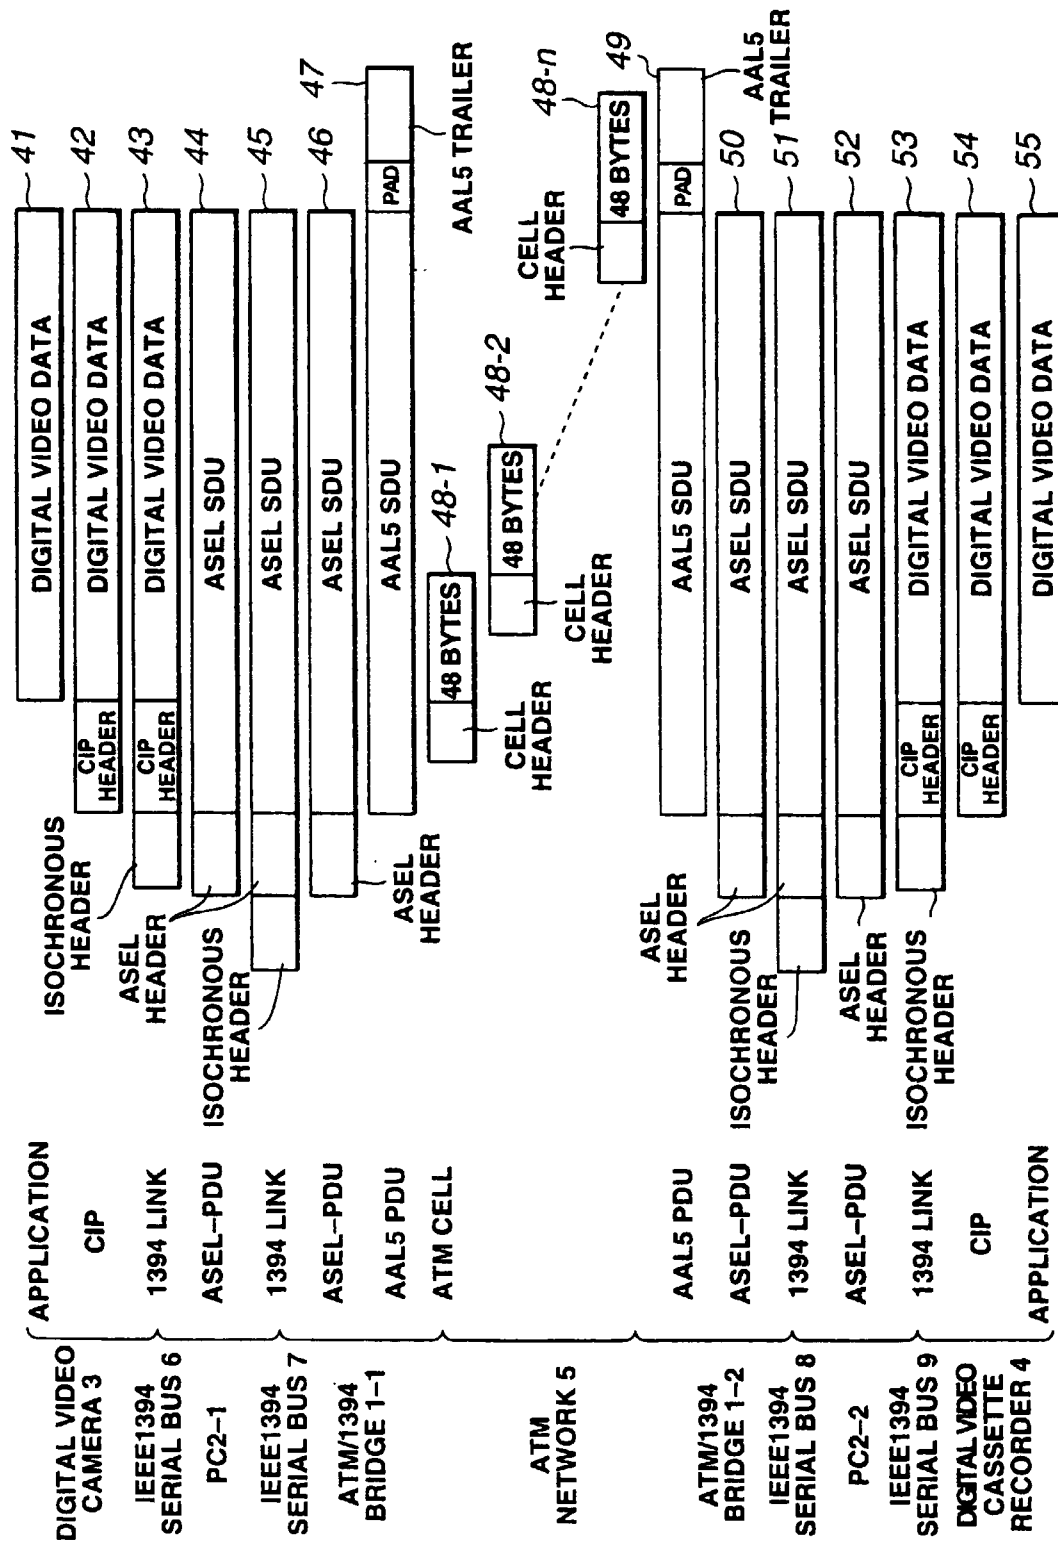 DIGITAL VIDEO
CAMERA 3
IEEE1394
SERIAL BUS 6
PC2–1
IEEE1394
SERIAL BUS 7
ATM/1394
BRIDGE 1–1
ATM
NETWORK 5
ATM/1394
BRIDGE 1–2
IEEE1394
SERIAL BUS 8
PC2–2
IEEE1394
SERIAL BUS 9
DIGITAL VIDEO
CASSETTE
RECORDER 4
APPLICATION
DIGITAL VIDEO DATA
41
CIP
CIP
HEADER
DIGITAL VIDEO DATA
42
1394 LINK
ISOCHRONOUS
HEADER
CIP
HEADER
DIGITAL VIDEO DATA
43
ASEL–PDU
ASEL
HEADER
ASEL SDU
44
1394 LINK
ISOCHRONOUS
HEADER
ASEL SDU
45
ASEL–PDU
ASEL SDU
46
ASEL
HEADER
AAL5 PDU
AAL5 SDU
PAD
47
AAL5 TRAILER
ATM CELL
48 BYTES
48-1
CELL
HEADER
48 BYTES
48-2
CELL
HEADER
CELL
HEADER
48 BYTES
48-n
AAL5 PDU
AAL5 SDU
PAD
49
AAL5
TRAILER
ASEL–PDU
ASEL
HEADER
ASEL SDU
50
1394 LINK
ISOCHRONOUS
HEADER
ASEL SDU
51
ASEL–PDU
ASEL
HEADER
ASEL SDU
52
1394 LINK
ISOCHRONOUS
HEADER
CIP
HEADER
DIGITAL VIDEO DATA
53
CIP
CIP
HEADER
DIGITAL VIDEO DATA
54
APPLICATION
DIGITAL VIDEO DATA
55